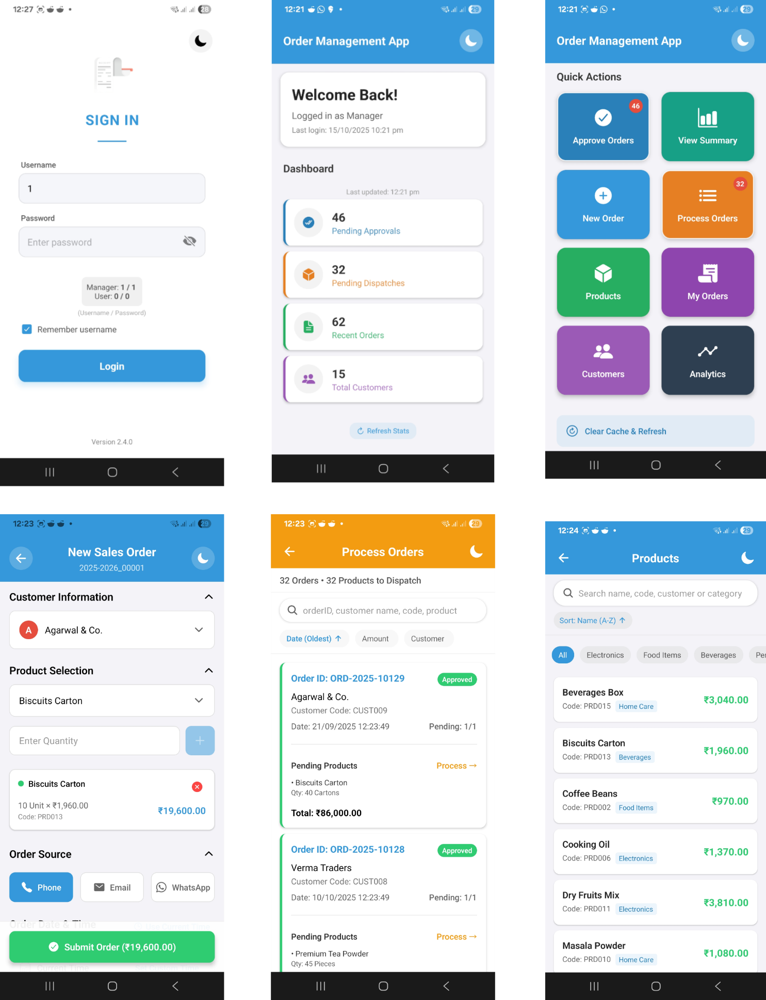 12:27
28
RECEIPT
SIGN IN
Username
1
Password
Enter password
Manager: 1 / 1
User: 0 / 0
(Username / Password)
Remember username
Login
Version 2.4.0
12:21
29
Order Management App
Welcome Back!
Logged in as Manager
Last login: 15/10/2025 10:21 pm
Dashboard
Last updated: 12:21 pm
46
Pending Approvals
32
Pending Dispatches
62
Recent Orders
15
Total Customers
Refresh Stats
12:21
29
Order Management App
Quick Actions
46
Approve Orders
View Summary
New Order
32
Process Orders
Products
My Orders
Customers
Analytics
Clear Cache & Refresh
12:23
29
New Sales Order
2025-2026_00001
Customer Information
A
Agarwal & Co.
Product Selection
Biscuits Carton
Enter Quantity
Biscuits Carton
10 Unit × ₹1,960.00
₹19,600.00
Code: PRD013
Order Source
Phone
Email
WhatsApp
Order Date & Time
Use Current Time
Submit Order (₹19,600.00)
Current Time
Set Custom Time
12:23
29
Process Orders
32 Orders • 32 Products to Dispatch
orderID, customer name, code, product
Date (Oldest) ↑
Amount
Customer
Order ID: ORD-2025-10129
Approved
Agarwal & Co.
Customer Code: CUST009
Date: 21/09/2025 12:23:49
Pending: 1/1
Pending Products
Process →
• Biscuits Carton
Qty: 40 Cartons
Total: ₹86,000.00
Order ID: ORD-2025-10128
Approved
Verma Traders
Customer Code: CUST008
Date: 10/10/2025 12:23:49
Pending: 1/1
Pending Products
Process →
• Premium Tea Powder
Qty: 45 Pieces
12:24
29
Products
Search name, code, customer or category
Sort: Name (A-Z) ↑
All
Electronics
Food Items
Beverages
Per
Beverages Box
Code: PRD015
Home Care
₹3,040.00
Biscuits Carton
Code: PRD013
Beverages
₹1,960.00
Coffee Beans
Code: PRD002
Food Items
₹970.00
Cooking Oil
Code: PRD006
Electronics
₹1,370.00
Dry Fruits Mix
Code: PRD011
Electronics
₹3,810.00
Masala Powder
Code: PRD010
Home Care
₹1,080.00